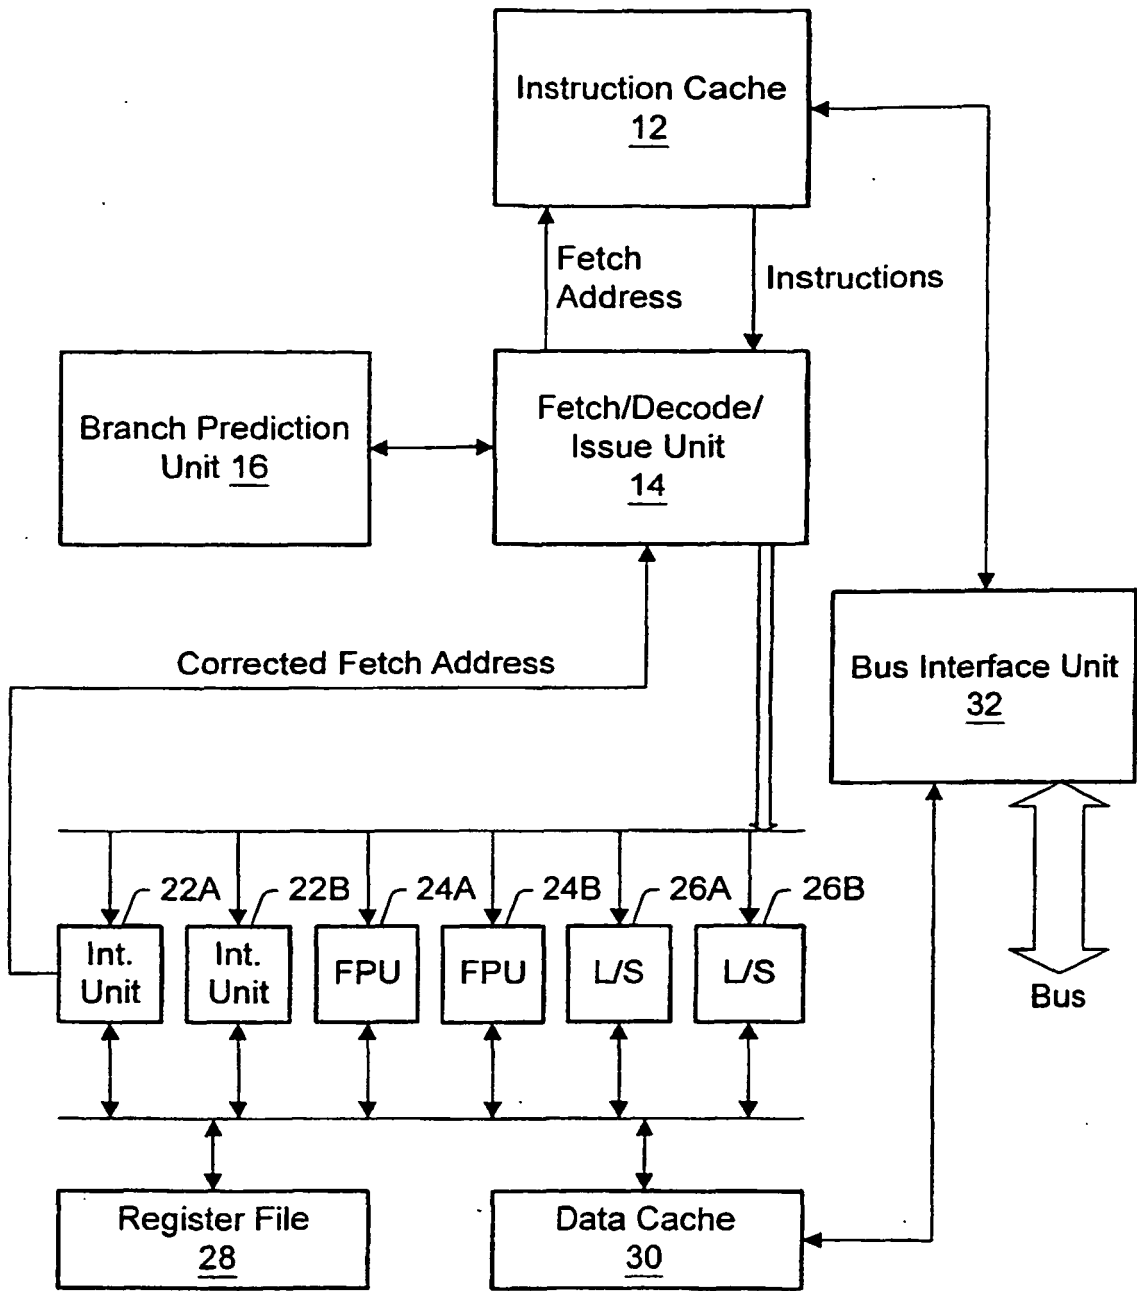 Instruction Cache
12
Fetch
Address
Instructions
Branch Prediction
Unit 16
Fetch/Decode/
Issue Unit
14
Corrected Fetch Address
Bus Interface Unit
32
22A
22B
24A
24B
26A
26B
Int.
Unit
Int.
Unit
FPU
FPU
L/S
L/S
Bus
Register File
28
Data Cache
30